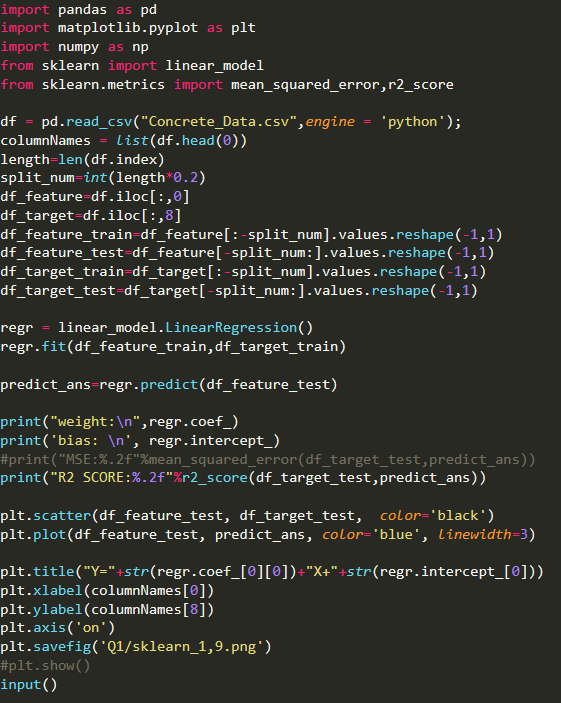 import pandas as pd
import matplotlib.pyplot as plt
import numpy as np
from sklearn import linear_model
from sklearn.metrics import mean_squared_error,r2_score
df = pd.read_csv("Concrete_Data.csv",engine = 'python');
columnNames = list(df.head(0))
length=len(df.index)
split_num=int(length*0.2)
df_feature=df.iloc[:,0]
df_target=df.iloc[:,8]
df_feature_train=df_feature[:-split_num].values.reshape(-1,1)
df_feature_test=df_feature[-split_num:].values.reshape(-1,1)
df_target_train=df_target[:-split_num].values.reshape(-1,1)
df_target_test=df_target[-split_num:].values.reshape(-1,1)
regr = linear_model.LinearRegression()
regr.fit(df_feature_train,df_target_train)
predict_ans=regr.predict(df_feature_test)
print("weight:\n",regr.coef_)
print('bias: \n', regr.intercept_)
#print("MSE:%.2f"%mean_squared_error(df_target_test,predict_ans))
print("R2 SCORE:%.2f"%r2_score(df_target_test,predict_ans))
plt.scatter(df_feature_test, df_target_test,  color='black')
plt.plot(df_feature_test, predict_ans, color='blue', linewidth=3)
plt.title("Y="+str(regr.coef_[0][0])+"X+"+str(regr.intercept_[0]))
plt.xlabel(columnNames[0])
plt.ylabel(columnNames[8])
plt.axis('on')
plt.savefig('Q1/sklearn_1,9.png')
#plt.show()
input()